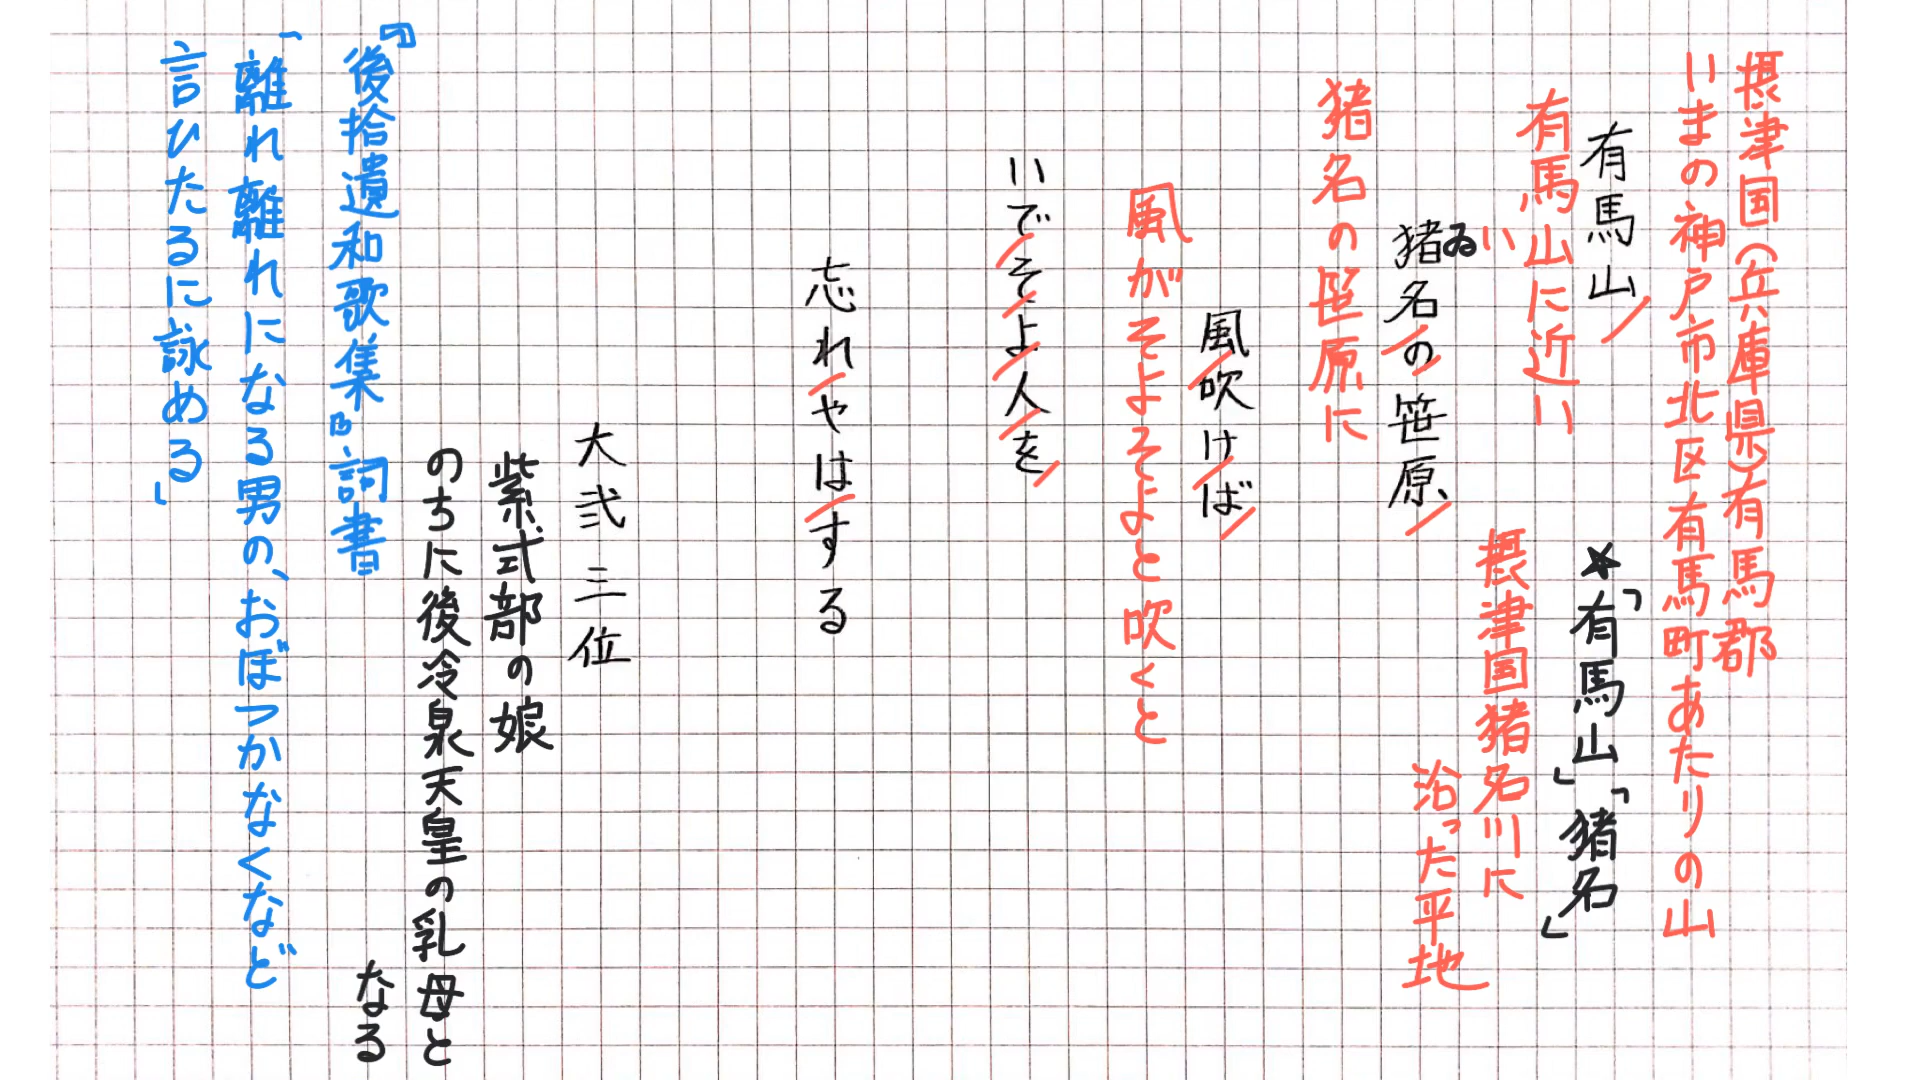 摂津国(兵庫県)有馬郡
いまの神戸市北区有馬町あたりの山
有馬山
★「有馬山」「猪名」
有馬山に近い
摂津国猪名川に
沿った平地
い
ゐ
猪名の笹原、
猪名の笹原に
風吹けば
風がそよそよと吹くと
いでそよ人を
忘れやはする
大弐三位
紫式部の娘
のちに後冷泉天皇の乳母と
なる
『後拾遺和歌集』詞書
「離れ離れになる男の、おぼつかなくなど
言ひたるに詠める」